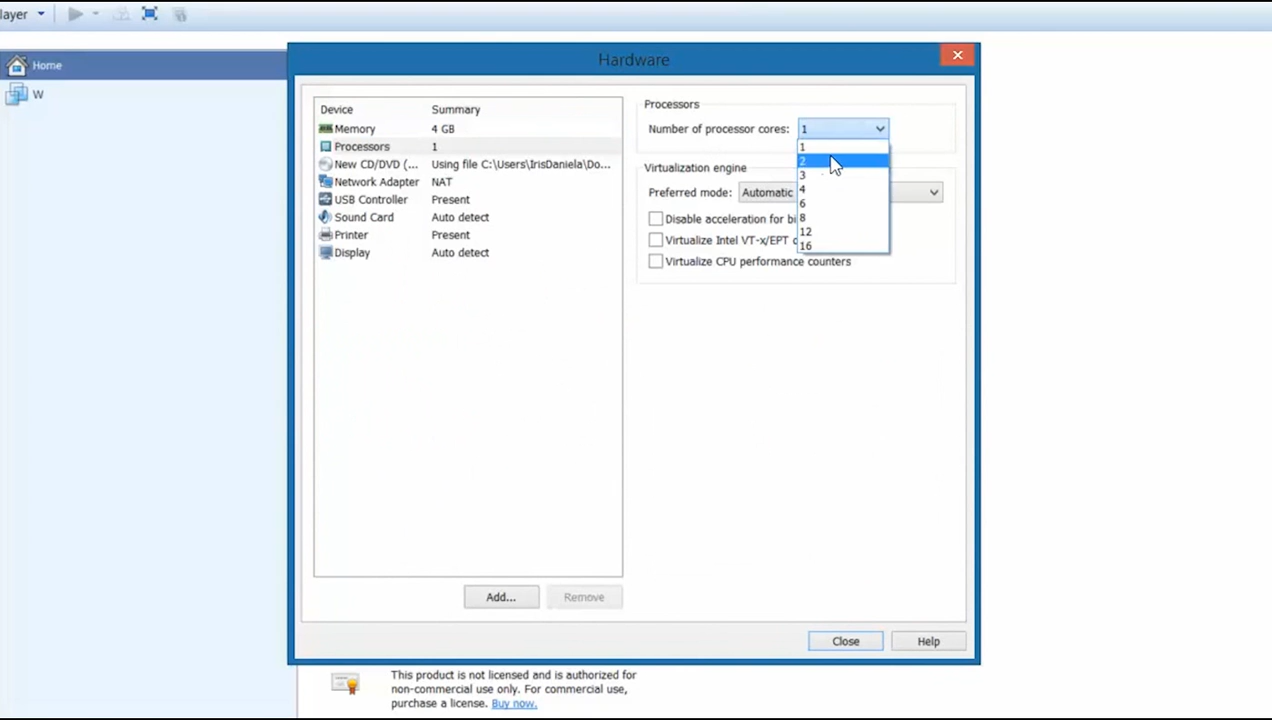 layer
Home
W
Hardware
Device Summary
Memory 4 GB
Processors 1
New CD/DVD (... Using file C:\Users\IrisDaniela\Do...
Network Adapter NAT
USB Controller Present
Sound Card Auto detect
Printer Present
Display Auto detect
Add...
Remove
Processors
Number of processor cores: 1
1
2
3
4
6
8
12
16
Virtualization engine
Preferred mode: Automatic
Disable acceleration for bi
Virtualize Intel VT-x/EPT
Virtualize CPU performance counters
Close
Help
This product is not licensed and is authorized for
non-commercial use only. For commercial use,
purchase a license. Buy now.